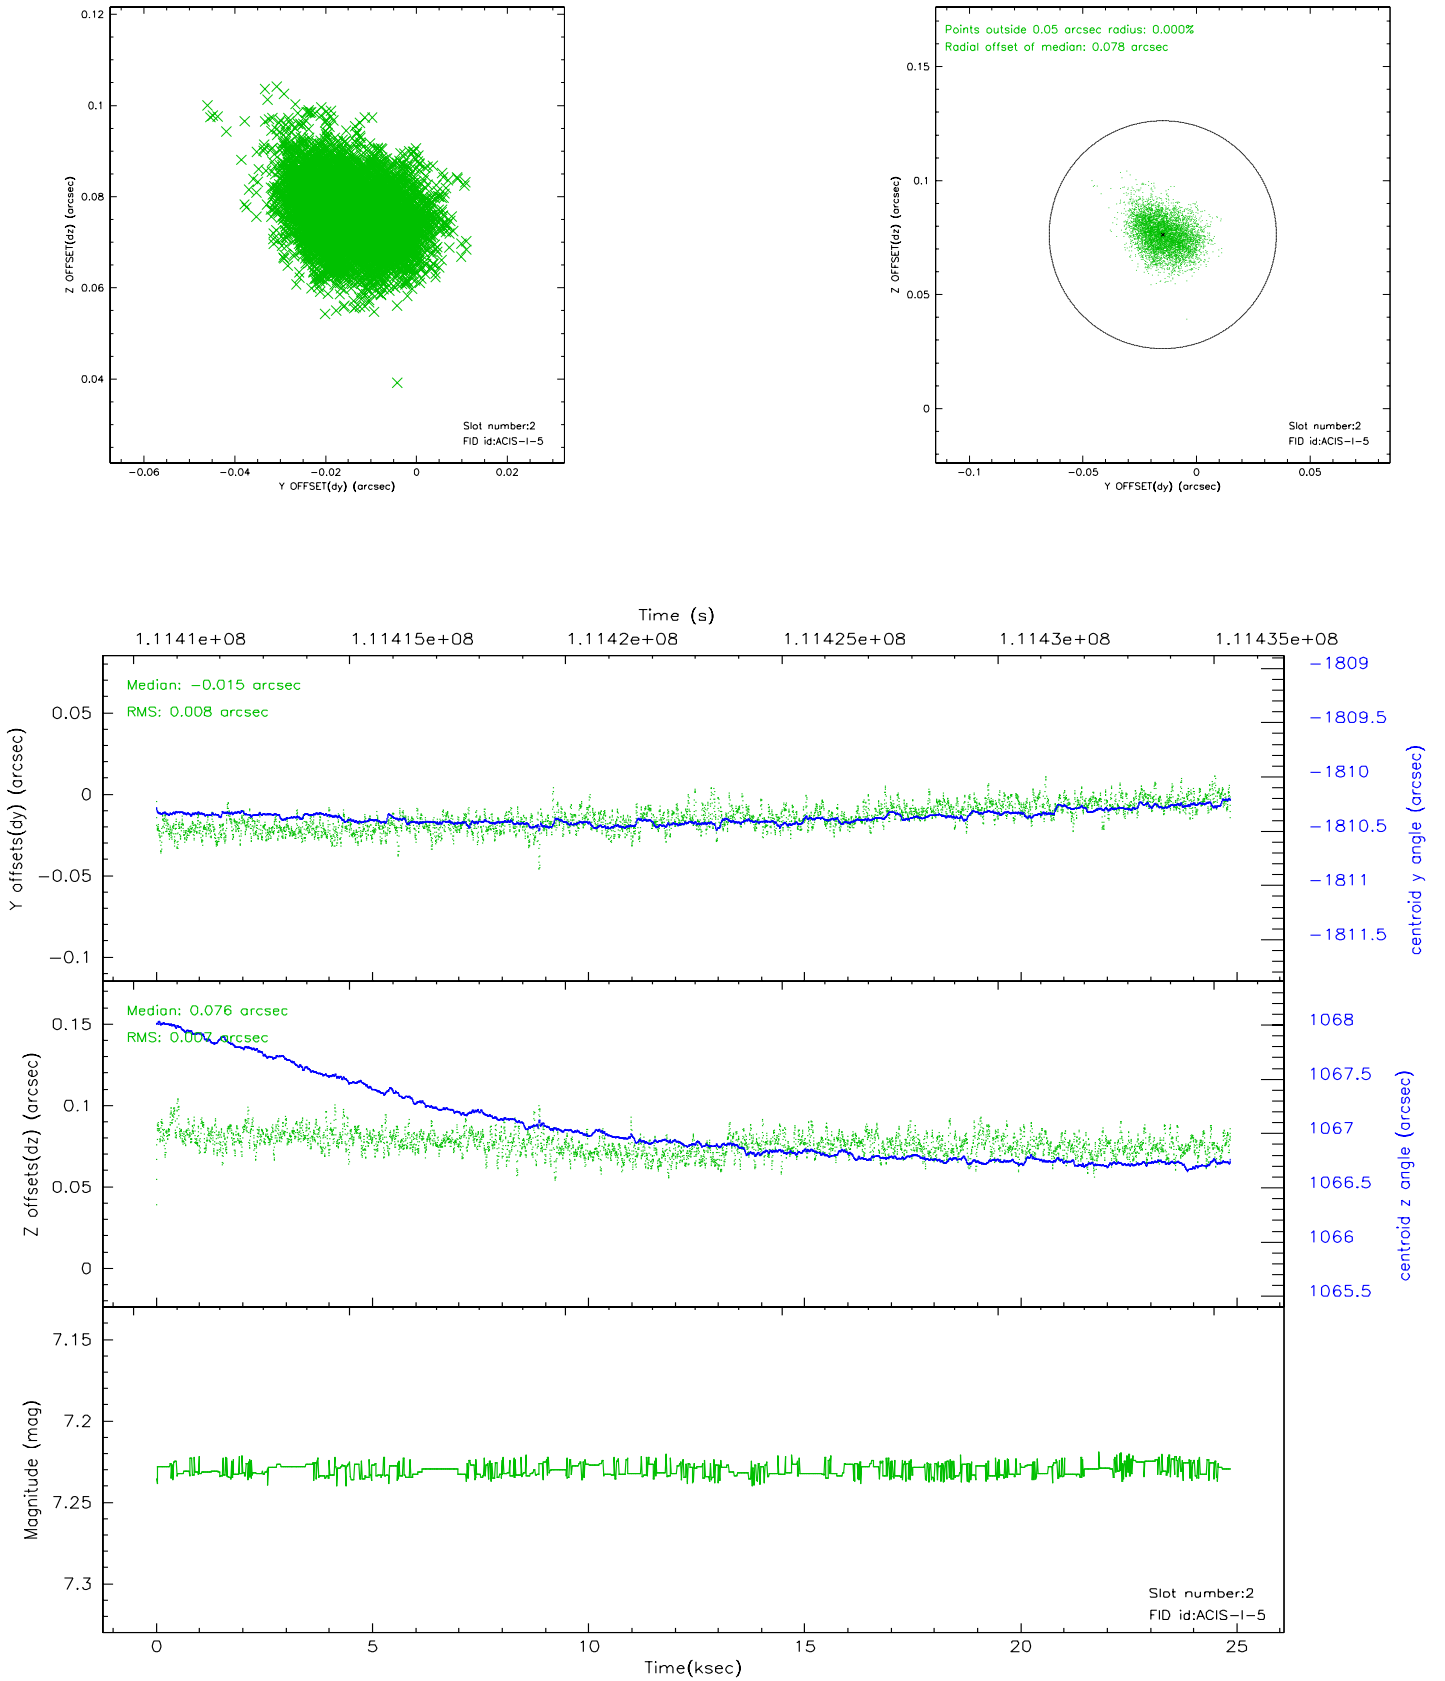 0.12
0.1
0.08
0.06
0.04
Z OFFSET(dz) (arcsec)
Slot number:2
FID id:ACIS-I-5
-0.06
-0.04
-0.02
0
0.02
Y OFFSET(dy) (arcsec)
Points outside 0.05 arcsec radius: 0.000%
Radial offset of median: 0.078 arcsec
0.15
0.1
0.05
0
Z OFFSET(dz) (arcsec)
Slot number:2
FID id:ACIS-I-5
-0.1
-0.05
0
0.05
Y OFFSET(dy) (arcsec)
Time (s)
1.1141e+08
1.11415e+08
1.1142e+08
1.11425e+08
1.1143e+08
1.11435e+08
Median: -0.015 arcsec
RMS: 0.008 arcsec
0.05
0
-0.05
-0.1
Y offsets(dy) (arcsec)
-1809
-1809.5
-1810
-1810.5
-1811
-1811.5
centroid y angle (arcsec)
Median: 0.076 arcsec
RMS: 0.007 arcsec
0.15
0.1
0.05
0
Z offsets(dz) (arcsec)
1068
1067.5
1067
1066.5
1066
1065.5
centroid z angle (arcsec)
7.15
7.2
7.25
7.3
Magnitude (mag)
Slot number:2
FID id:ACIS-I-5
0
5
10
15
20
25
Time(ksec)